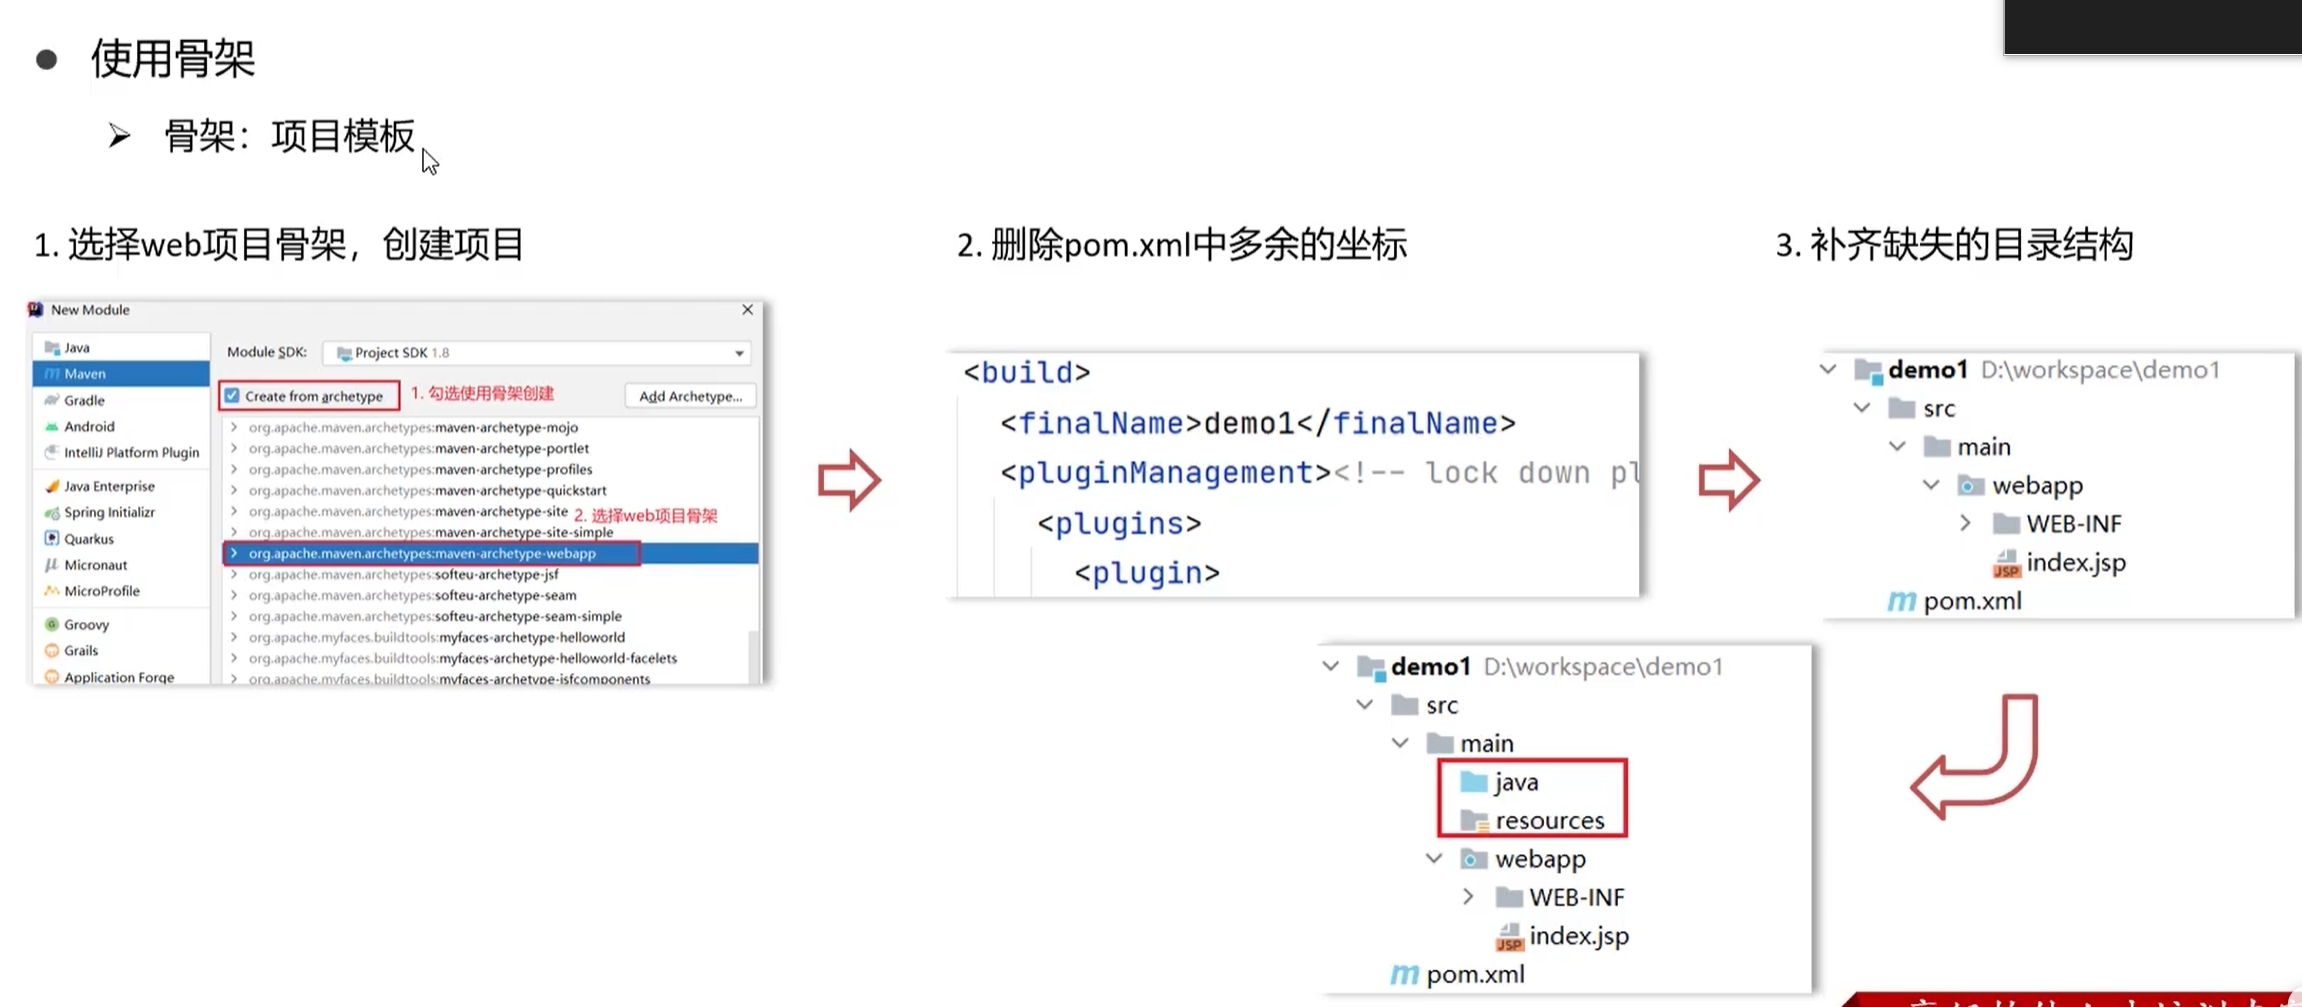 使用骨架
骨架：项目模板
1. 选择web项目骨架，创建项目
New Module
Java
Maven
Gradle
Android
IntelliJ Platform Plugin
Java Enterprise
Spring Initializr
Quarkus
Micronaut
MicroProfile
Groovy
Grails
Application Forge
Module SDK: Project SDK 1.8
Create from archetype
1. 勾选使用骨架创建
Add Archetype...
org.apache.maven.archetypes:maven-archetype-mojo
org.apache.maven.archetypes:maven-archetype-portlet
org.apache.maven.archetypes:maven-archetype-profiles
org.apache.maven.archetypes:maven-archetype-quickstart
org.apache.maven.archetypes:maven-archetype-site
2. 选择web项目骨架
org.apache.maven.archetypes:maven-archetype-site-simple
org.apache.maven.archetypes:maven-archetype-webapp
org.apache.maven.archetypes:softeu-archetype-jsf
org.apache.maven.archetypes:softeu-archetype-seam
org.apache.maven.archetypes:softeu-archetype-seam-simple
org.apache.myfaces.buildtools:myfaces-archetype-helloworld
org.apache.myfaces.buildtools:myfaces-archetype-helloworld-facelets
org.apache.myfaces.buildtools:myfaces-archetype-jsfcomponents
2. 删除pom.xml中多余的坐标
<build>
<finalName>demo1</finalName>
<pluginManagement><!-- lock down pl
<plugins>
<plugin>
3. 补齐缺失的目录结构
demo1 D:\workspace\demo1
src
main
webapp
WEB-INF
JSP index.jsp
m pom.xml
demo1 D:\workspace\demo1
src
main
java
resources
webapp
WEB-INF
JSP index.jsp
m pom.xml